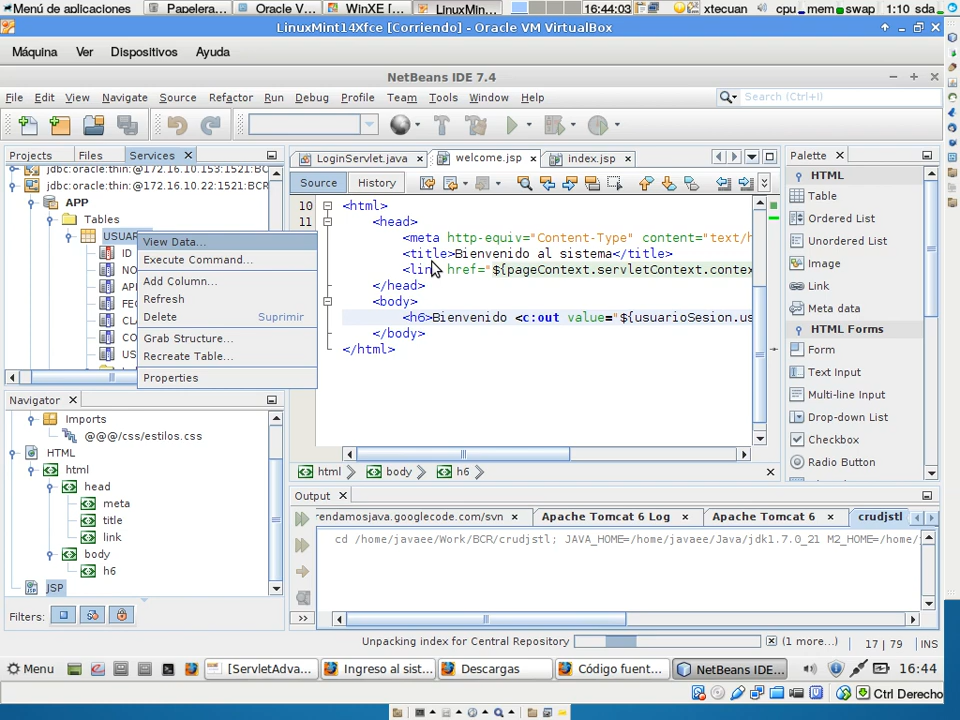 Menú de aplicaciones
Papelera...
Oracle V...
WinXE [...
LinuxMin...
16:44:03
xtecuan
cpu
mem
swap
1:10
sda
LinuxMint14Xfce [Corriendo] - Oracle VM VirtualBox
Máquina Ver Dispositivos Ayuda
NetBeans IDE 7.4
File Edit View Navigate Source Refactor Run Debug Profile Team Tools Window Help
Search (Ctrl+I)
Projects Files Services
jdbc:oracle:thin:@172.16.10.153:1521:BCR
jdbc:oracle:thin:@172.16.10.22:1521:BCR
APP
Tables
USUAR
ID
NO
AP
FEC
CLA
CO
US
View Data...
Execute Command...
Add Column...
Refresh
Delete Suprimir
Grab Structure...
Recreate Table...
Properties
LoginServlet.java welcome.jsp index.jsp
Source History
10 <html>
11 <head>
<meta http-equiv="Content-Type" content="text/h
<title>Bienvenido al sistema</title>
<link href="${pageContext.servletContext.contex
</head>
<body>
<h6>Bienvenido <c:out value="${usuarioSesion.us
</body>
</html>
html body h6
Palette
HTML
Table
Ordered List
Unordered List
Image
Link
Meta data
HTML Forms
Form
Text Input
Multi-line Input
Drop-down List
Checkbox
Radio Button
Navigator
Imports
@@@/css/estilos.css
HTML
html
head
meta
title
link
body
h6
JSP
Filters:
Output
rendamosjava.googlecode.com/svn Apache Tomcat 6 Log Apache Tomcat 6 crudjstl
cd /home/javaee/Work/BCR/crudjstl; JAVA_HOME=/home/javaee/Java/jdk1.7.0_21 M2_HOME=/home/
Unpacking index for Central Repository (1 more...) 17 | 79 INS
Menu [ServletAdva... Ingreso al sist... Descargas Código fuent... NetBeans IDE... 16:44
Ctrl Derecho